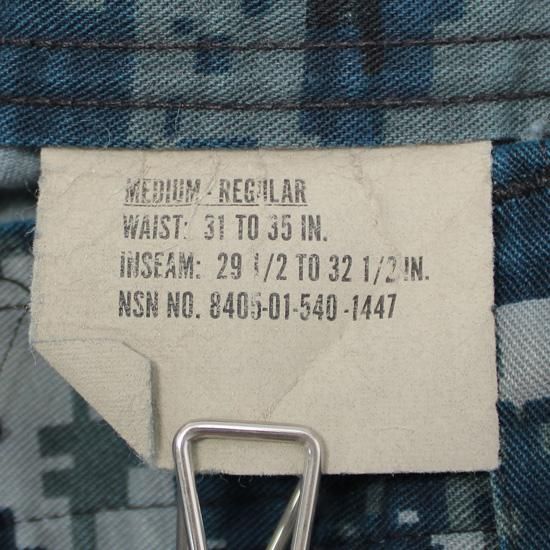 MEDIUM - REGULAR
WAIST: 31 TO 35 IN.
INSEAM: 29 1/2 TO 32 1/2 IN.
NSN NO. 8405-01-540-1447